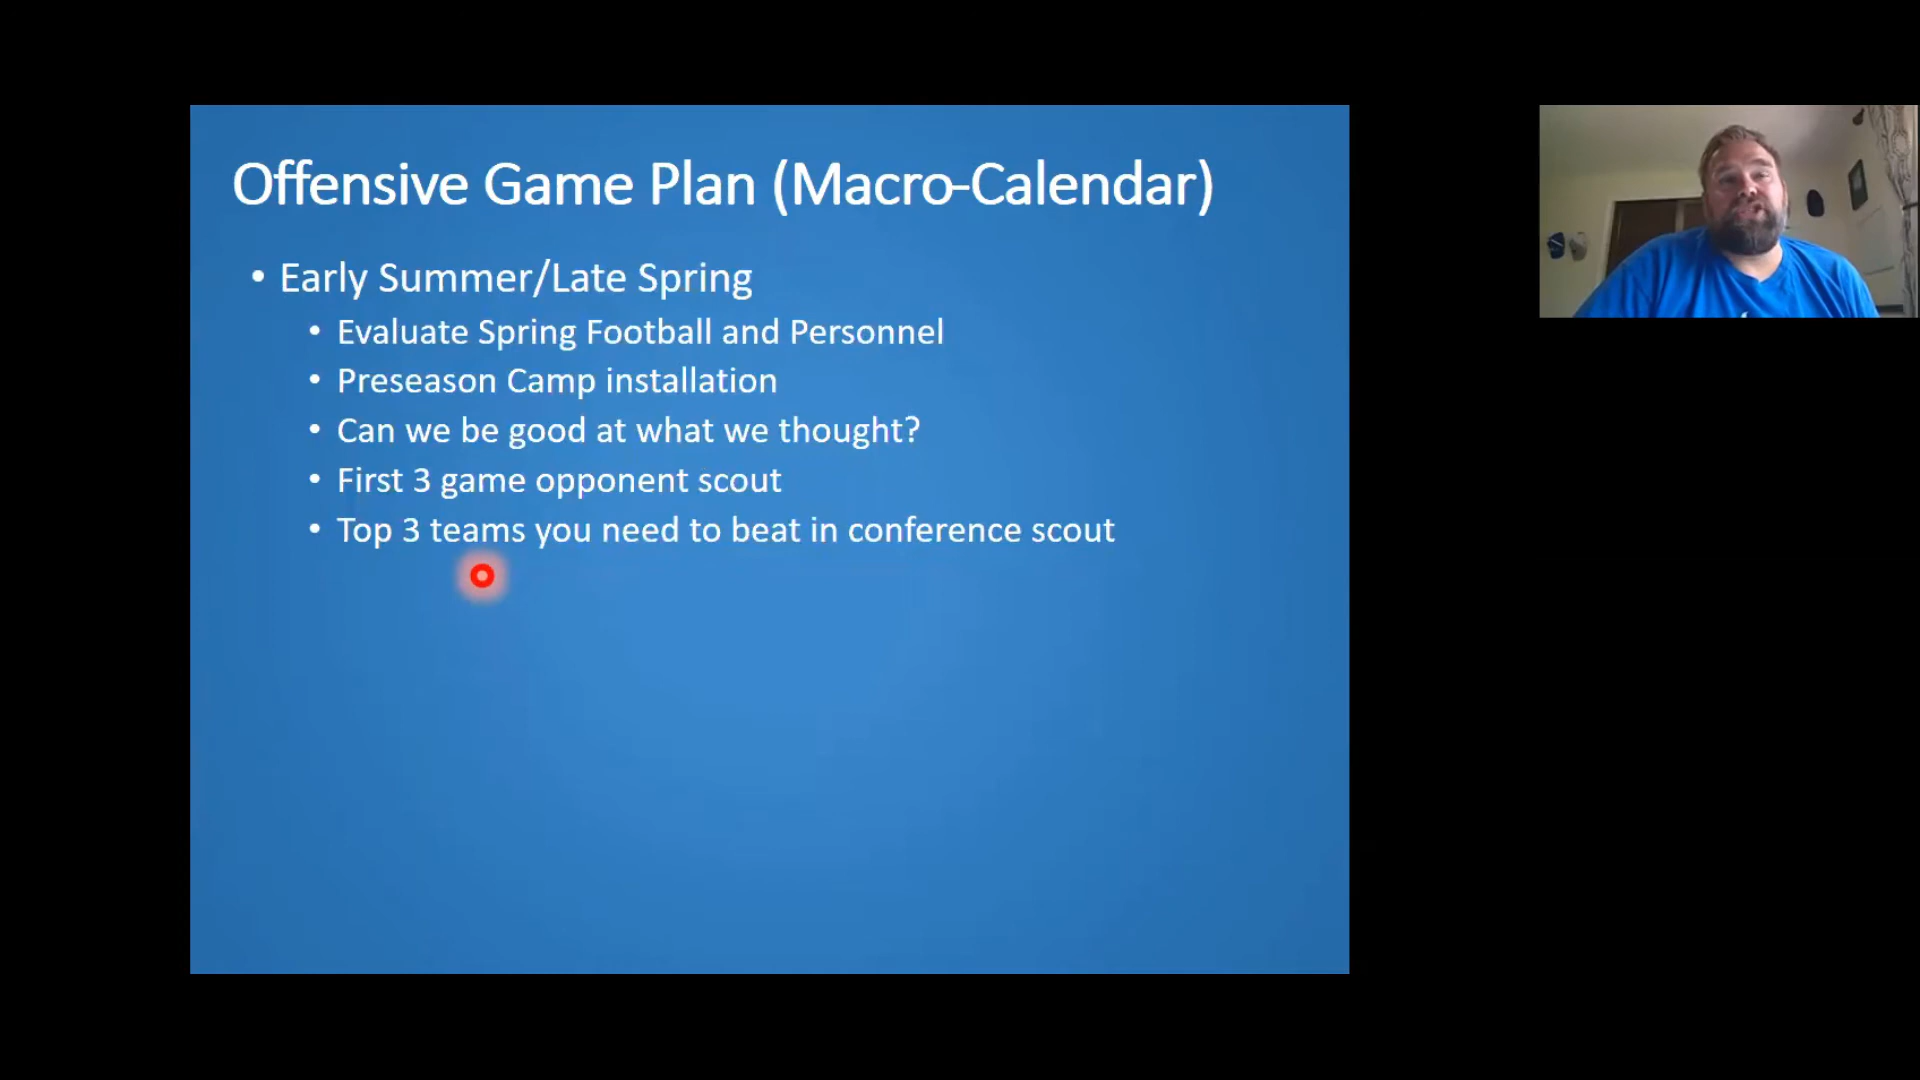 Offensive Game Plan (Macro-Calendar)
• Early Summer/Late Spring
• Evaluate Spring Football and Personnel
• Preseason Camp installation
• Can we be good at what we thought?
• First 3 game opponent scout
• Top 3 teams you need to beat in conference scout